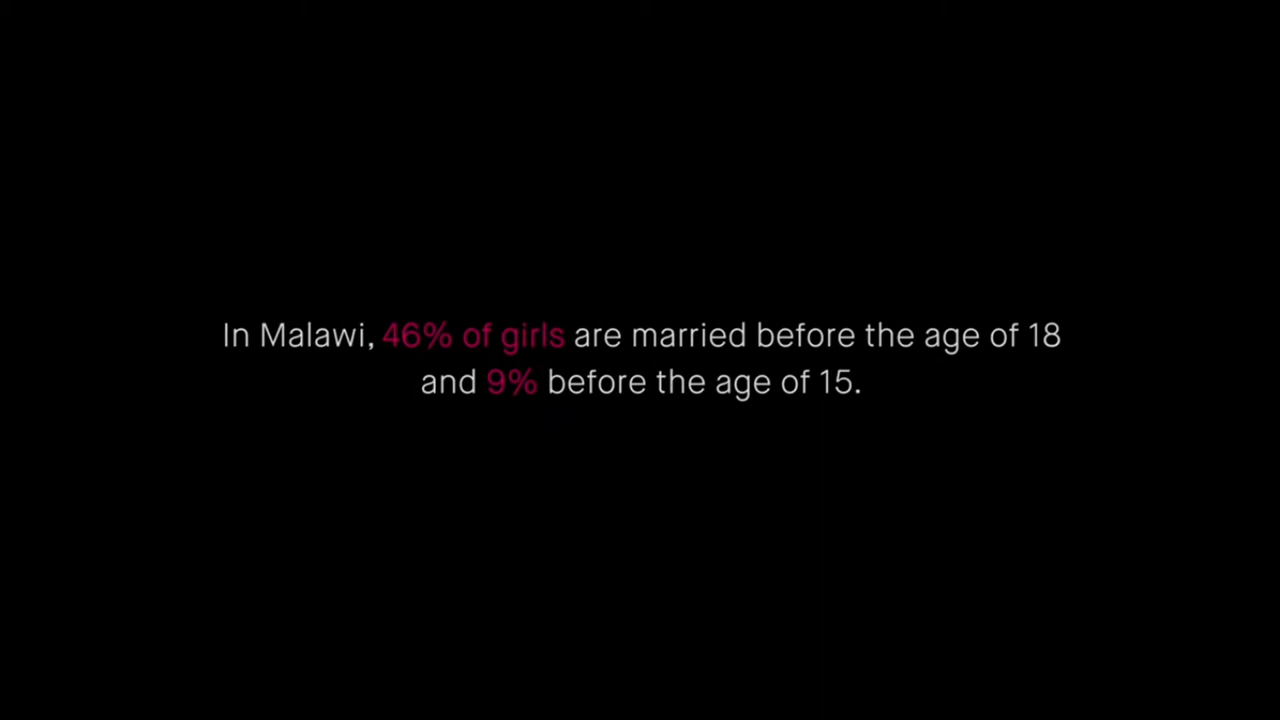 In Malawi, 46% of girls are married before the age of 18
and 9% before the age of 15.